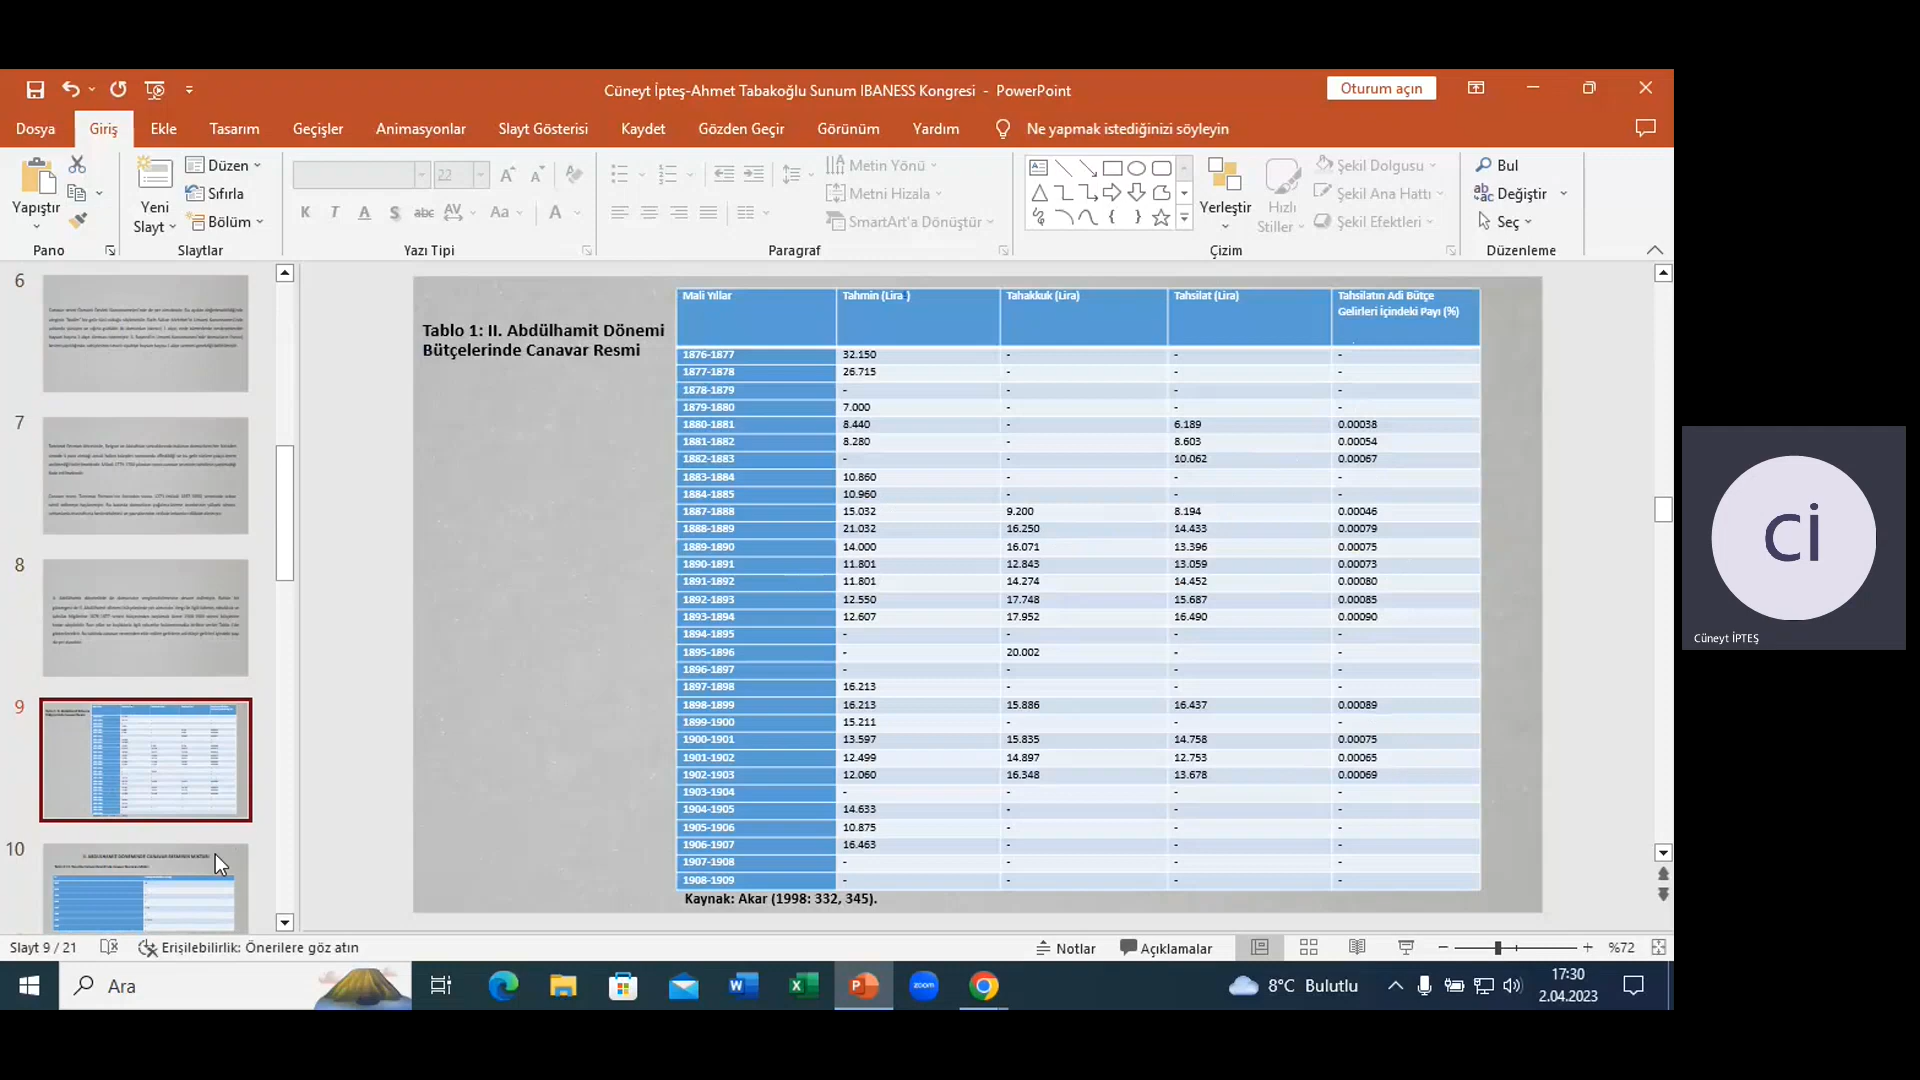 Cüneyt İpteş-Ahmet Tabakoğlu Sunum IBANESS Kongresi - PowerPoint
Oturum açın
Dosya Giriş Ekle Tasarım Geçişler Animasyonlar Slayt Gösterisi Kaydet Gözden Geçir Görünüm Yardım Ne yapmak istediğinizi söyleyin
Yapıştır
Yeni Slayt
Düzen
Sıfırla
Bölüm
22
K T A S abc AV Aa A
Metin Yönü
Metni Hizala
SmartArt'a Dönüştür
Yerleştir
Hızlı Stiller
Şekil Dolgusu
Şekil Ana Hattı
Şekil Efektleri
Bul
Değiştir
Seç
Pano Slaytlar Yazı Tipi Paragraf Çizim Düzenleme
6
7
8
9
10
Tablo 1: II. Abdülhamit Dönemi
Bütçelerinde Canavar Resmi
Mali Yıllar Tahmin (Lira) Tahakkuk (Lira) Tahsilat (Lira) Tahsilatın Adi Bütçe Gelirleri İçindeki Payı (%)
1876-1877 32.150 - - -
1877-1878 26.715 - - -
1878-1879 - - - -
1879-1880 7.000 - - -
1880-1881 8.440 - 6.189 0.00038
1881-1882 8.280 - 8.603 0.00054
1882-1883 - - 10.062 0.00067
1883-1884 10.860 - - -
1884-1885 10.960 - - -
1887-1888 15.032 9.200 8.194 0.00046
1888-1889 21.032 16.250 14.433 0.00079
1889-1890 14.000 16.071 13.396 0.00075
1890-1891 11.801 12.843 13.059 0.00073
1891-1892 11.801 14.274 14.452 0.00080
1892-1893 12.550 17.748 15.687 0.00085
1893-1894 12.607 17.952 16.490 0.00090
1894-1895 - - - -
1895-1896 - 20.002 - -
1896-1897 - - - -
1897-1898 16.213 - - -
1898-1899 16.213 15.886 16.437 0.00089
1899-1900 15.211 - - -
1900-1901 13.597 15.835 14.758 0.00075
1901-1902 12.499 14.897 12.753 0.00065
1902-1903 12.060 16.348 13.678 0.00069
1903-1904 - - - -
1904-1905 14.633 - - -
1905-1906 10.875 - - -
1906-1907 16.463 - - -
1907-1908 - - - -
1908-1909 - - - -
Kaynak: Akar (1998: 332, 345).
Cİ
Cüneyt İPTEŞ
Slayt 9 / 21 Erişilebilirlik: Önerilere göz atın Notlar Açıklamalar %72
Ara
zoom
8°C Bulutlu
17:30
2.04.2023